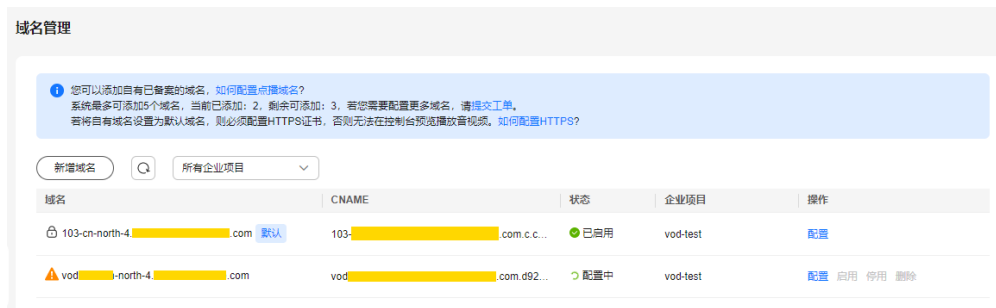 域名管理
您可以添加自有已备案的域名，如何配置点播域名?
系统最多可添加5个域名，当前已添加：2，剩余可添加：3，若您需要配置更多域名，请提交工单。
若将自有域名设置为默认域名，则必须配置HTTPS证书，否则无法在控制台预览播放音视频。如何配置HTTPS?
新增域名 所有企业项目
域名 CNAME 状态 企业项目 操作
103-cn-north-4. .com 默认 103- .com.c.c... 已启用 vod-test 配置
vod -north-4. .com vod .com.d92... 配置中 vod-test 配置 启用 停用 删除